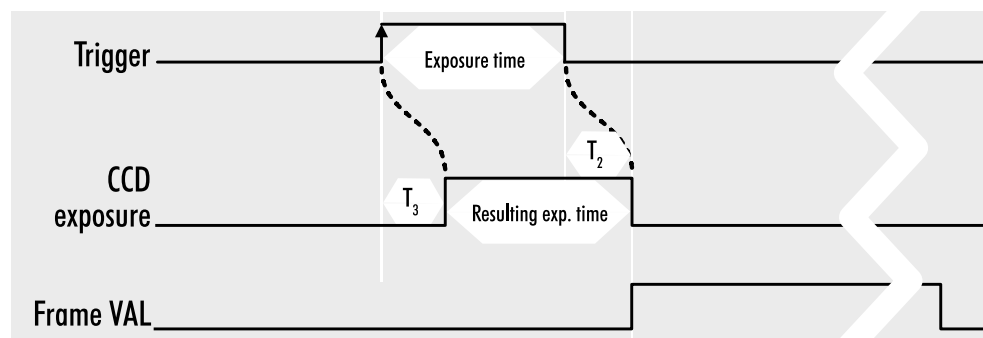 Trigger
Exposure time
T2
CCD
exposure
T3
Resulting exp. time
Frame VAL